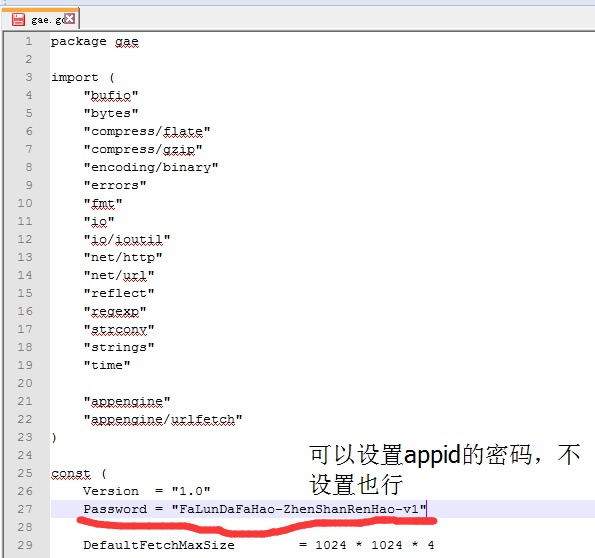 gae.go
1 package gae
2
3 import (
4 "bufio"
5 "bytes"
6 "compress/flate"
7 "compress/gzip"
8 "encoding/binary"
9 "errors"
10 "fmt"
11 "io"
12 "io/ioutil"
13 "net/http"
14 "net/url"
15 "reflect"
16 "regexp"
17 "strconv"
18 "strings"
19 "time"
20
21 "appengine"
22 "appengine/urlfetch"
23 )
24
可以设置appid的密码，不
25 const (
设置也行
26 Version = "1.0"
27 Password = "FaLunDaFaHao-ZhenShanRenHao-v1"
28
29 DefaultFetchMaxSize = 1024 * 1024 * 4